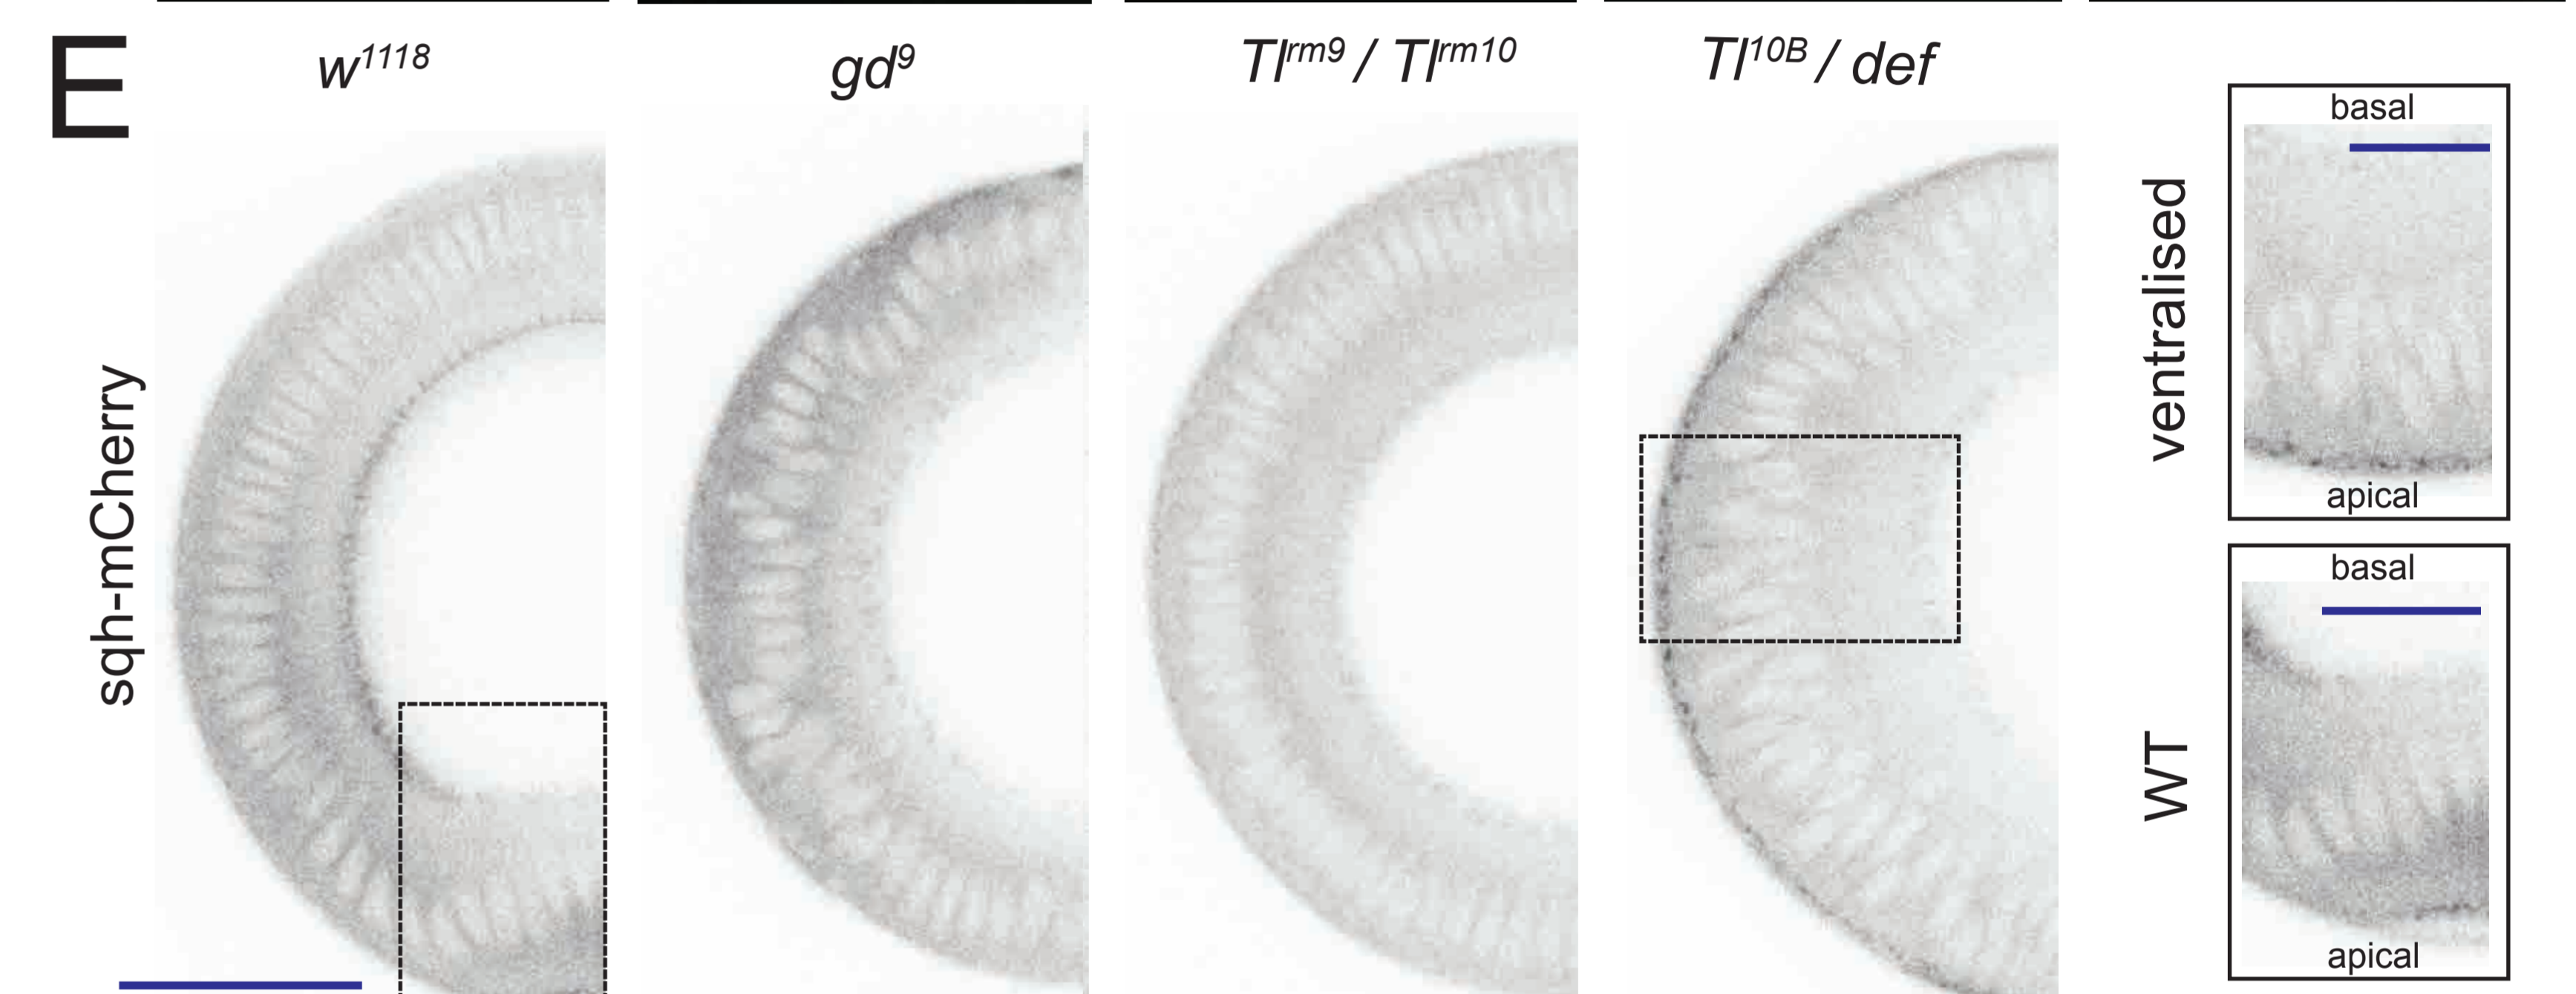 E
w¹¹¹⁸
gd⁹
Tlʳᵐ⁹ / Tlʳᵐ¹⁰
Tl¹⁰ᴮ / def
sqh-mCherry
ventralised
basal
apical
WT
basal
apical